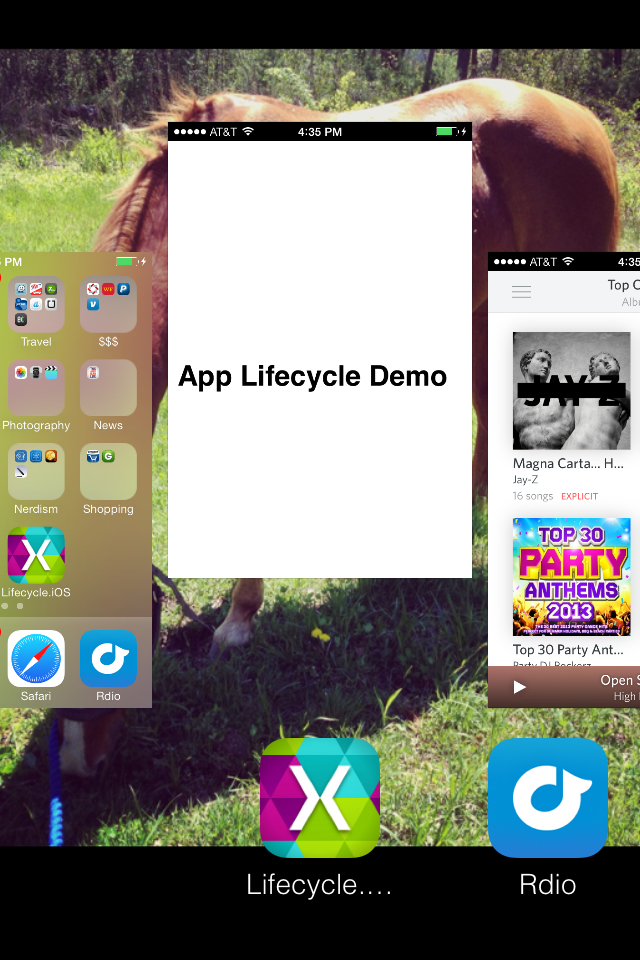 ●●●●● AT&T 4:35 PM
App Lifecycle Demo
PM
Travel
$$$
Photography
News
Nerdism
Shopping
Lifecycle.iOS
Safari
Rdio
●●●●● AT&T 4:35
Top C
Albu
JAY Z
Magna Carta... H...
Jay-Z
16 songs EXPLICIT
TOP 30
PARTY
ANTHEMS
2013
Top 30 Party Ant...
Party DJ Rockerz
Open S
High
Lifecycle....
Rdio